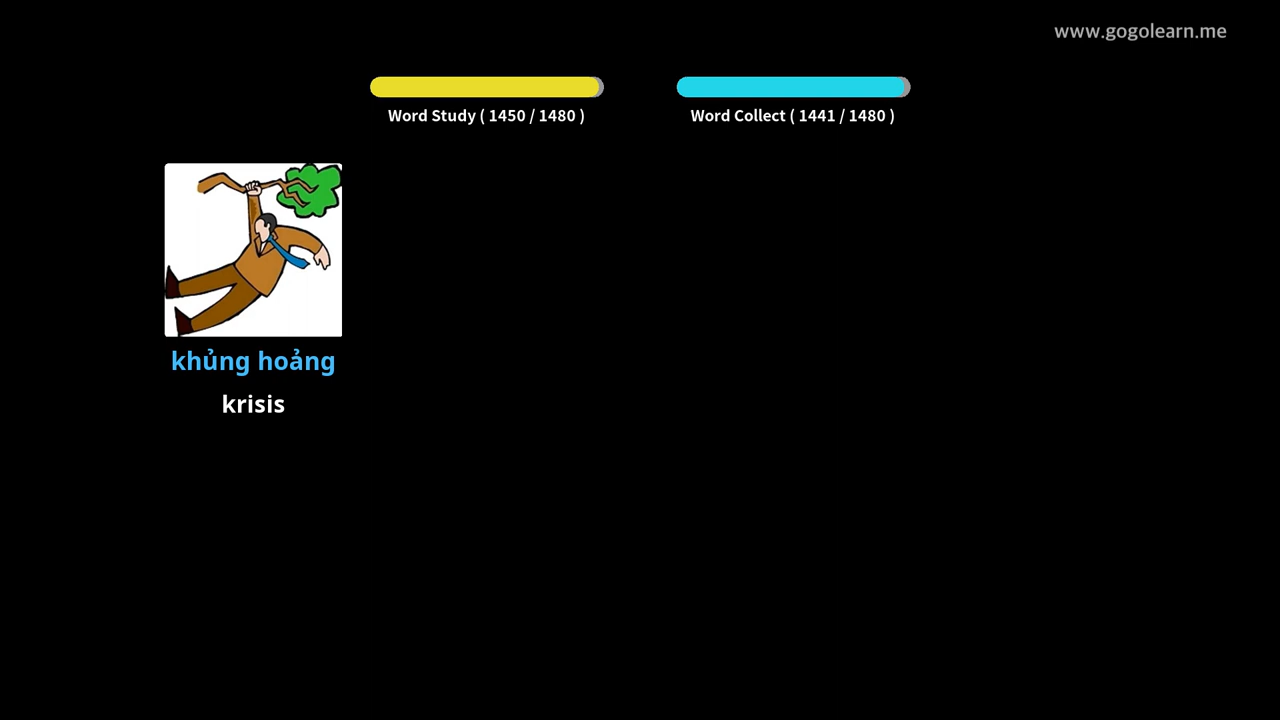 www.gogolearn.me
Word Study ( 1450 / 1480 )
Word Collect ( 1441 / 1480 )
khủng hoảng
krisis